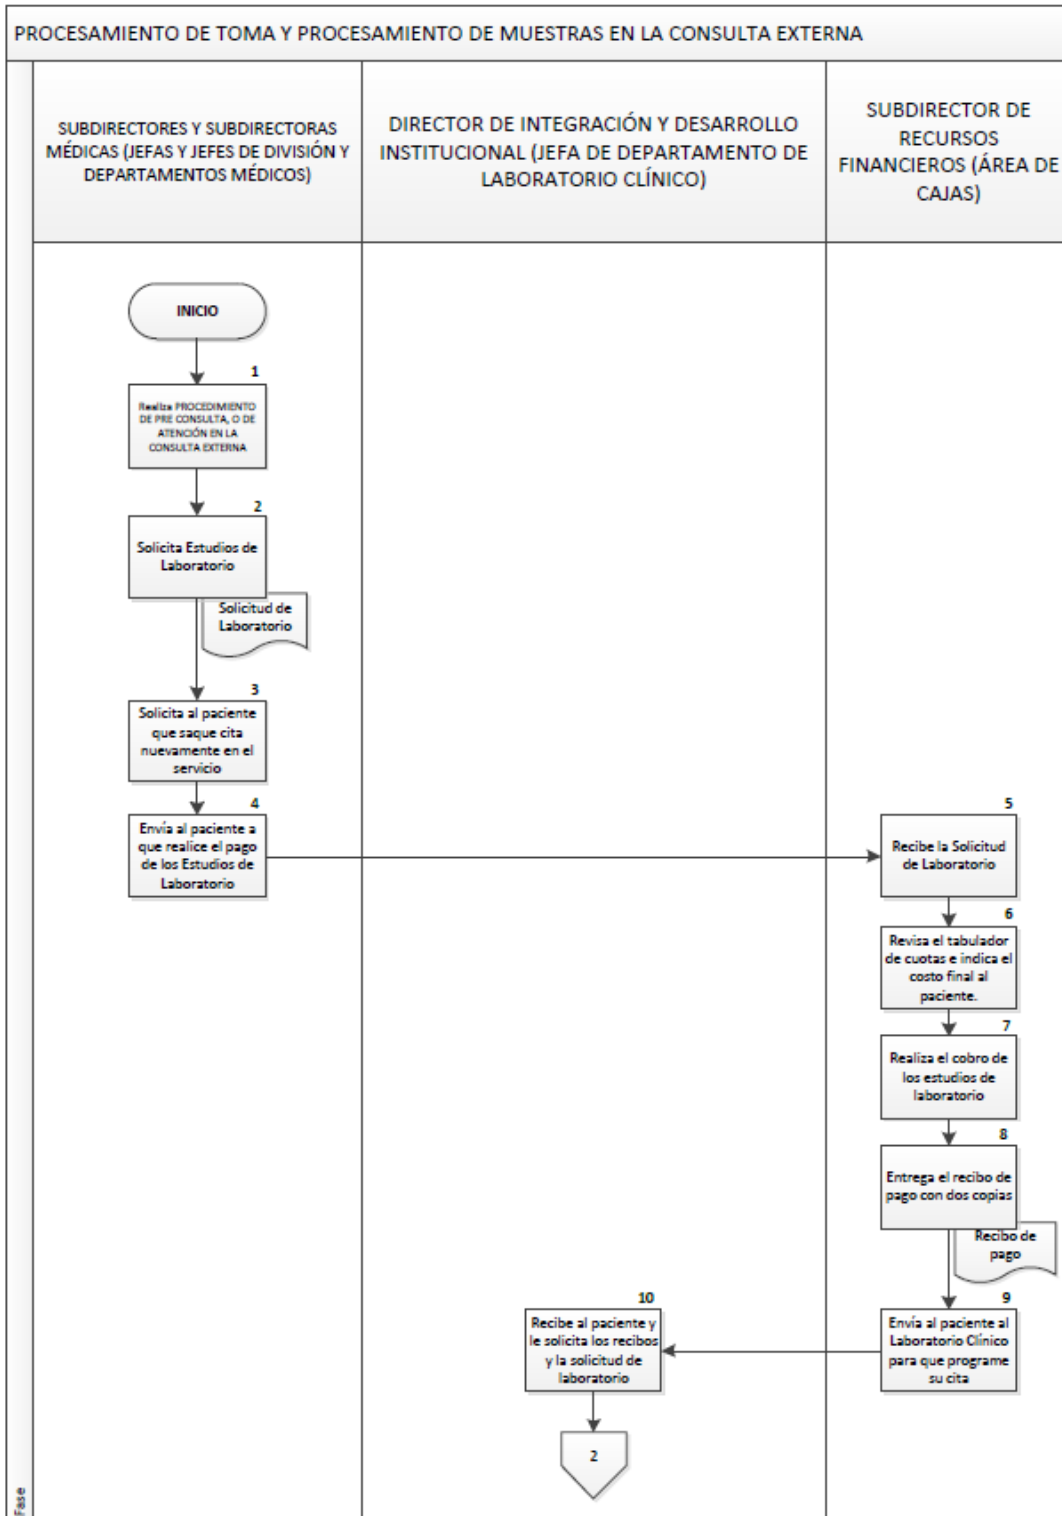 PROCESAMIENTO DE TOMA Y PROCESAMIENTO DE MUESTRAS EN LA CONSULTA EXTERNA
SUBDIRECTORES Y SUBDIRECTORAS
MÉDICAS (JEFAS Y JEFES DE DIVISIÓN Y
DEPARTAMENTOS MÉDICOS)
DIRECTOR DE INTEGRACIÓN Y DESARROLLO
INSTITUCIONAL (JEFA DE DEPARTAMENTO DE
LABORATORIO CLÍNICO)
SUBDIRECTOR DE
RECURSOS
FINANCIEROS (ÁREA DE
CAJAS)
INICIO
1
Realiza PROCEDIMIENTO
DE PRE CONSULTA, O DE
ATENCIÓN EN LA
CONSULTA EXTERNA
2
Solicita Estudios de
Laboratorio
Solicitud de
Laboratorio
3
Solicita al paciente
que saque cita
nuevamente en el
servicio
4
Envía al paciente a
que realice el pago
de los Estudios de
Laboratorio
5
Recibe la Solicitud
de Laboratorio
6
Revisa el tabulador
de cuotas e indica el
costo final al
paciente.
7
Realiza el cobro de
los estudios de
laboratorio
8
Entrega el recibo de
pago con dos copias
Recibo de
pago
9
Envía al paciente al
Laboratorio Clínico
para que programe
su cita
10
Recibe al paciente y
le solicita los recibos
y la solicitud de
laboratorio
2
Fase